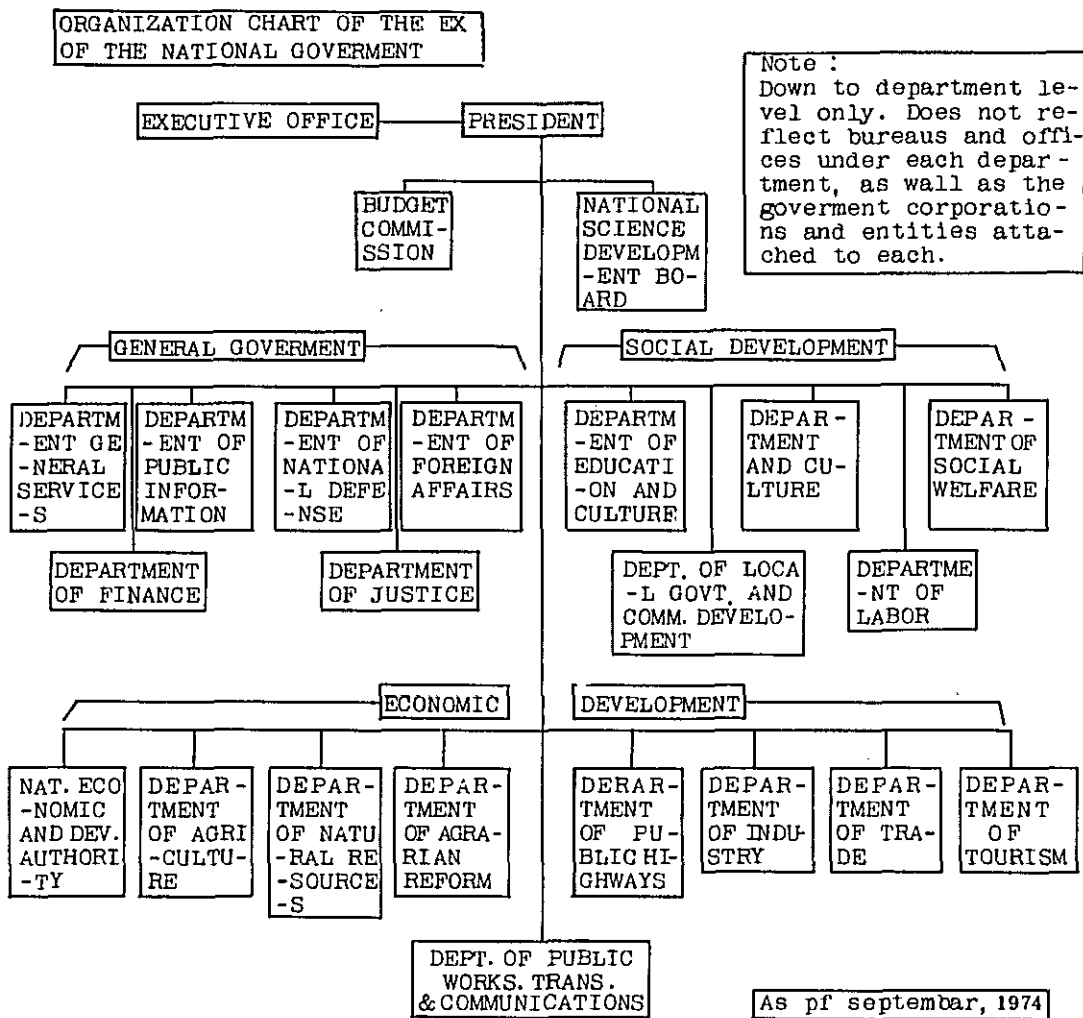 ORGANIZATION CHART OF THE EX
OF THE NATIONAL GOVERMENT
Note :
Down to department le-
vel only. Does not re-
flect bureaus and offi-
ces under each depar -
tment, as wall as the
goverment corporatio-
ns and entities atta-
ched to each.
EXECUTIVE OFFICE
PRESIDENT
BUDGET
COMMI-
SSION
NATIONAL
SCIENCE
DEVELOPM
-ENT BO-
ARD
GENERAL GOVERMENT
SOCIAL DEVELOPMENT
DEPARTM
-ENT GE
-NERAL
SERVICE
-S
DEPARTM
-ENT OF
PUBLIC
INFOR-
MATION
DEPARTM
-ENT OF
NATIONA
-L DEFE
-NSE
DEPARTM
-ENT OF
FOREIGN
AFFAIRS
DEPARTM
-ENT OF
EDUCATI
-ON AND
CULTURE
DEPAR-
TMENT
AND CU-
LTURE
DEPAR-
-TMENT OF
SOCIAL
WELFARE
DEPARTMENT
OF FINANCE
DEPARTMENT
OF JUSTICE
DEPT. OF LOCA
-L GOVT. AND
COMM. DEVELO-
PMENT
DEPARTME
-NT OF
LABOR
ECONOMIC
DEVELOPMENT
NAT. ECO
-NOMIC
AND DEV.
AUTHORI
-TY
DEPAR-
TMENT
OF AGRI
-CULTU-
RE
DEPAR-
TMENT
OF NATU
-RAL RE
-SOURCE
-S
DEPAR-
TMENT
OF AGRA
-RIAN
REFORM
DERART
MENT
OF PU-
BLIC HI-
GHWAYS
DEPAR-
TMENT
OF INDU-
STRY
DEPAR-
TMENT
OF TRA-
DE
DEPAR-
TMENT
OF
TOURISM
DEPT. OF PUBLIC
WORKS. TRANS.
& COMMUNICATIONS
As pf septembar, 1974